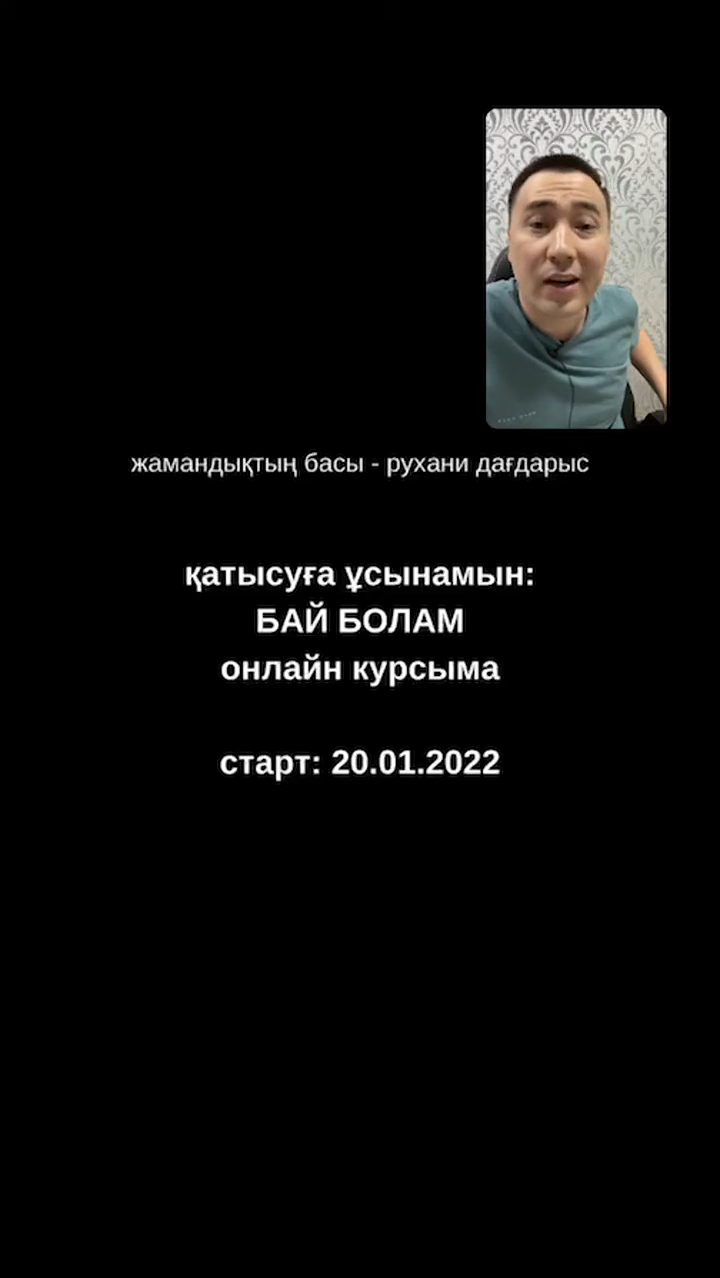 жамандықтың басы - рухани дағдарыс
қатысуға ұсынамын:
БАЙ БОЛАМ
онлайн курсыма
старт: 20.01.2022